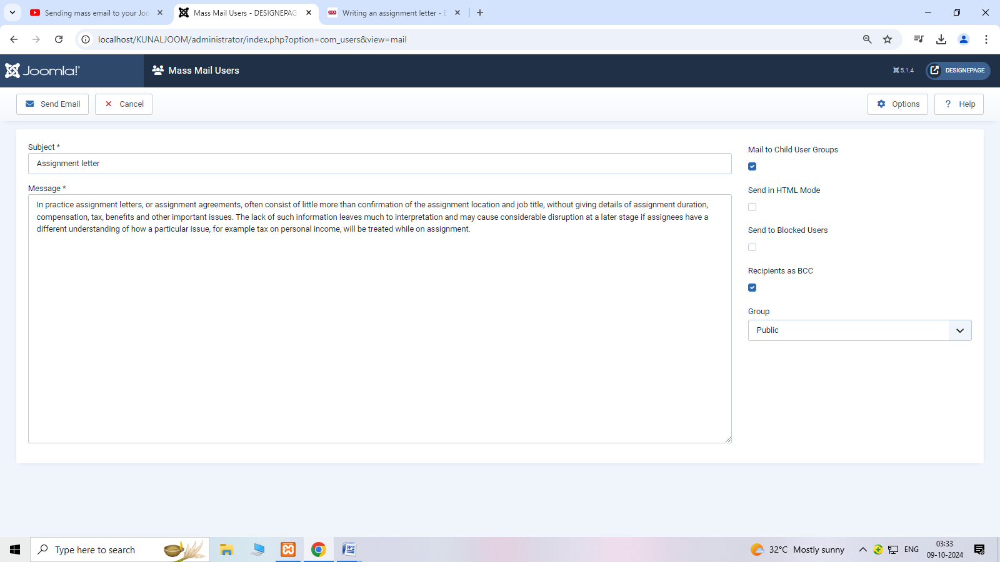 Sending mass email to your Joo
Mass Mail Users - DESIGNEPAG
eca
Writing an assignment letter - E
localhost/KUNALJOOM/administrator/index.php?option=com_users&view=mail
Joomla!®
Mass Mail Users
5.1.4
DESIGNEPAGE
Send Email
Cancel
Options
? Help
Subject *
Assignment letter
Message *
In practice assignment letters, or assignment agreements, often consist of little more than confirmation of the assignment location and job title, without giving details of assignment duration,
compensation, tax, benefits and other important issues. The lack of such information leaves much to interpretation and may cause considerable disruption at a later stage if assignees have a
different understanding of how a particular issue, for example tax on personal income, will be treated while on assignment.
Mail to Child User Groups
Send in HTML Mode
Send to Blocked Users
Recipients as BCC
Group
Public
Type here to search
32°C Mostly sunny
ENG
03:33
09-10-2024